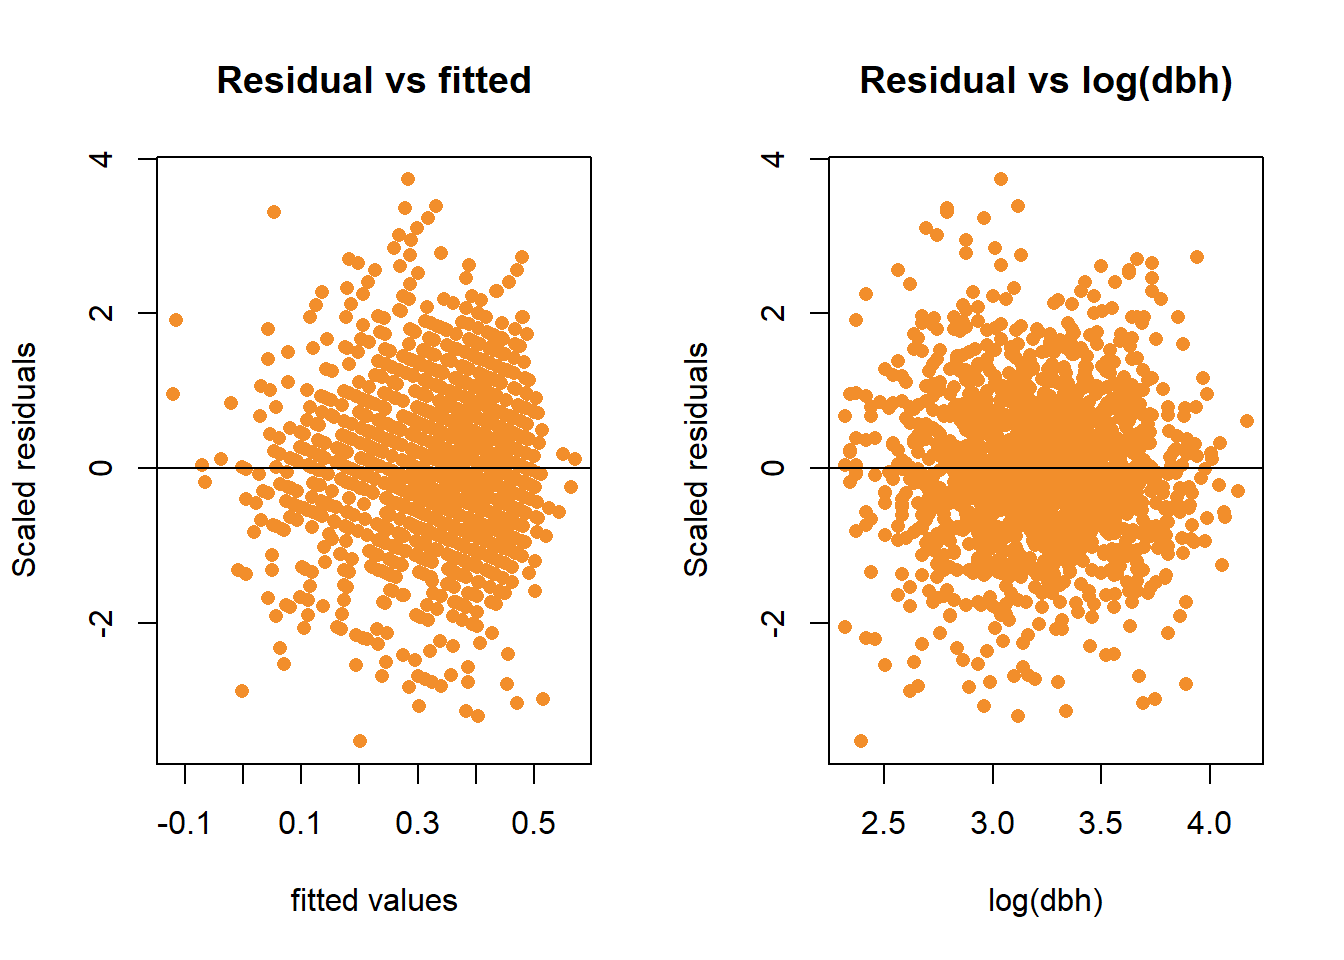 Residual vs fitted
Scaled residuals
4
2
0
-2
-0.1
0.1
0.3
0.5
fitted values
Residual vs log(dbh)
Scaled residuals
4
2
0
-2
2.5
3.0
3.5
4.0
log(dbh)